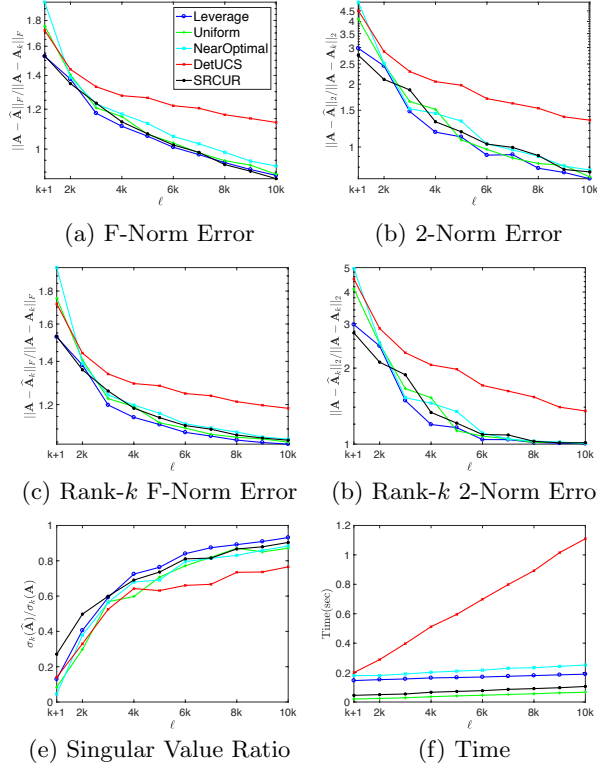 ||A − Â||_F/||A − A_k||_F
1.8
1.6
1.4
1.2
1
k+1 2k 4k 6k 8k 10k
ℓ
Leverage
Uniform
NearOptimal
DetUCS
SRCUR
(a) F-Norm Error
||A − Â||_2/||A − A_k||_2
4.5
4
3.5
3
2.5
2
1.5
1
k+1 2k 4k 6k 8k 10k
ℓ
(b) 2-Norm Error
||A − Â_k||_F/||A − A_k||_F
1.8
1.6
1.4
1.2
k+1 2k 4k 6k 8k 10k
ℓ
(c) Rank-k F-Norm Error
||A − Â_k||_2/||A − A_k||_2
5
4
3
2
1
k+1 2k 4k 6k 8k 10k
ℓ
(b) Rank-k 2-Norm Erro
σ_k(Â)/σ_k(A)
1
0.8
0.6
0.4
0.2
0
k+1 2k 4k 6k 8k 10k
ℓ
(e) Singular Value Ratio
Time(sec)
1.2
1
0.8
0.6
0.4
0.2
0
k+1 2k 4k 6k 8k 10k
ℓ
(f) Time